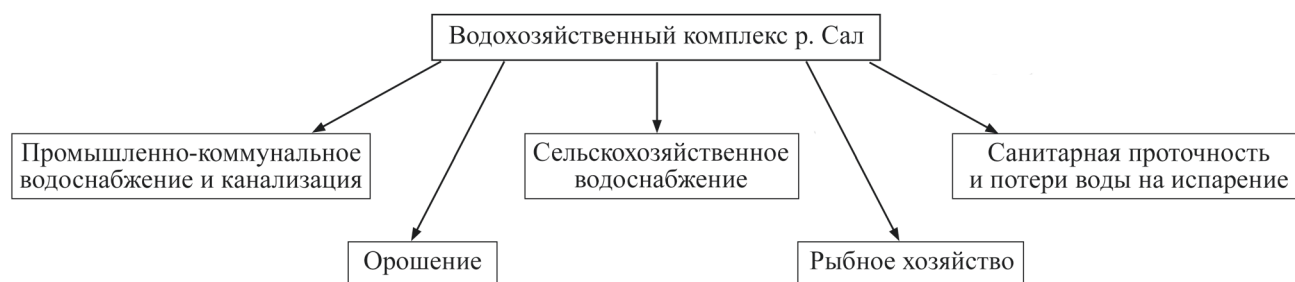 Водохозяйственный комплекс р. Сал
Промышленно-коммунальное
водоснабжение и канализация
Сельскохозяйственное
водоснабжение
Санитарная проточность
и потери воды на испарение
Орошение
Рыбное хозяйство